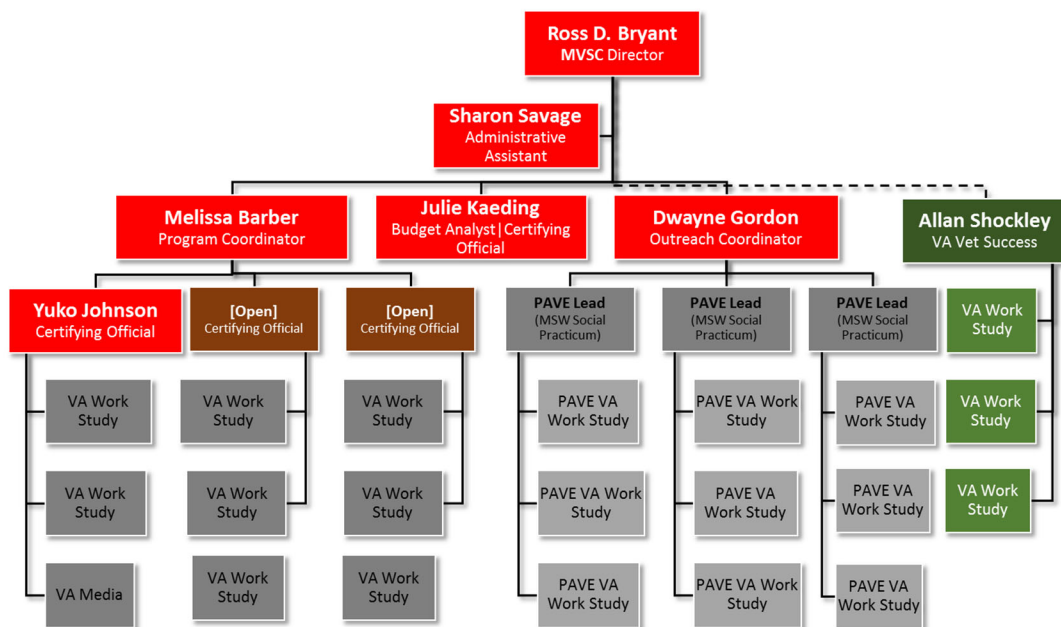 Ross D. Bryant
MVSC Director
Sharon Savage
Administrative
Assistant
Melissa Barber
Program Coordinator
Julie Kaeding
Budget Analyst|Certifying
Official
Dwayne Gordon
Outreach Coordinator
Allan Shockley
VA Vet Success
Yuko Johnson
Certifying Official
[Open]
Certifying Official
[Open]
Certifying Official
PAVE Lead
(MSW Social
Practicum)
PAVE Lead
(MSW Social
Practicum)
PAVE Lead
(MSW Social
Practicum)
VA Work
Study
VA Work
Study
VA Work
Study
VA Work
Study
PAVE VA
Work Study
PAVE VA Work
Study
PAVE VA
Work Study
VA Work
Study
VA Work
Study
VA Work
Study
VA Work
Study
PAVE VA Work
Study
PAVE VA
Work Study
PAVE VA
Work Study
VA Work
Study
VA Media
VA Work
Study
VA Work
Study
PAVE VA
Work Study
PAVE VA Work
Study
PAVE VA
Work Study